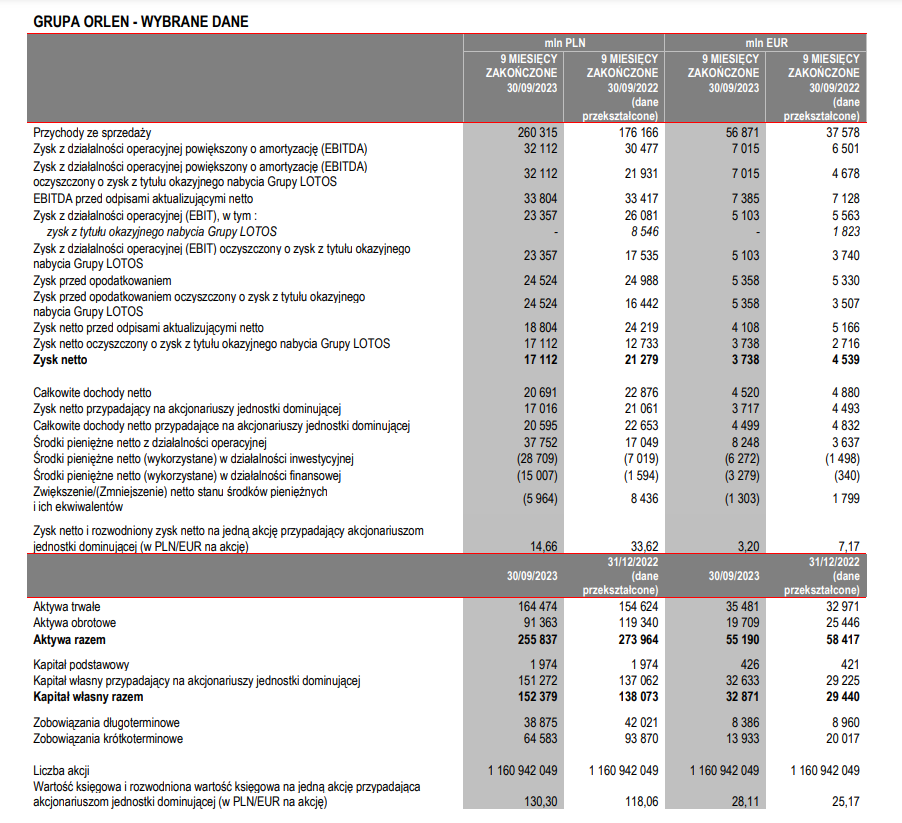 GRUPA ORLEN - WYBRANE DANE
mln PLN mln EUR
9 MIESIĘCY 9 MIESIĘCY 9 MIESIĘCY 9 MIESIĘCY
ZAKOŃCZONE ZAKOŃCZONE ZAKOŃCZONE ZAKOŃCZONE
30/09/2023 30/09/2022 30/09/2023 30/09/2022
(dane (dane
przekształcone) przekształcone)
Przychody ze sprzedaży 260 315 176 166 56 871 37 578
Zysk z działalności operacyjnej powiększony o amortyzację (EBITDA) 32 112 30 477 7 015 6 501
Zysk z działalności operacyjnej powiększony o amortyzację (EBITDA)
oczyszczony o zysk z tytułu okazyjnego nabycia Grupy LOTOS 32 112 21 931 7 015 4 678
EBITDA przed odpisami aktualizującymi netto 33 804 33 417 7 385 7 128
Zysk z działalności operacyjnej (EBIT), w tym : 23 357 26 081 5 103 5 563
zysk z tytułu okazyjnego nabycia Grupy LOTOS - 8 546 - 1 823
Zysk z działalności operacyjnej (EBIT) oczyszczony o zysk z tytułu okazyjnego
nabycia Grupy LOTOS 23 357 17 535 5 103 3 740
Zysk przed opodatkowaniem 24 524 24 988 5 358 5 330
Zysk przed opodatkowaniem oczyszczony o zysk z tytułu okazyjnego
nabycia Grupy LOTOS 24 524 16 442 5 358 3 507
Zysk netto przed odpisami aktualizującymi netto 18 804 24 219 4 108 5 166
Zysk netto oczyszczony o zysk z tytułu okazyjnego nabycia Grupy LOTOS 17 112 12 733 3 738 2 716
Zysk netto 17 112 21 279 3 738 4 539
Całkowite dochody netto 20 691 22 876 4 520 4 880
Zysk netto przypadający na akcjonariuszy jednostki dominującej 17 016 21 061 3 717 4 493
Całkowite dochody netto przypadające na akcjonariuszy jednostki dominującej 20 595 22 653 4 499 4 832
Środki pieniężne netto z działalności operacyjnej 37 752 17 049 8 248 3 637
Środki pieniężne netto (wykorzystane) w działalności inwestycyjnej (28 709) (7 019) (6 272) (1 498)
Środki pieniężne netto (wykorzystane) w działalności finansowej (15 007) (1 594) (3 279) (340)
Zwiększenie/(Zmniejszenie) netto stanu środków pieniężnych
i ich ekwiwalentów (5 964) 8 436 (1 303) 1 799
Zysk netto i rozwodniony zysk netto na jedną akcję przypadający akcjonariuszom
jednostki dominującej (w PLN/EUR na akcję) 14,66 33,62 3,20 7,17
31/12/2022 31/12/2022
30/09/2023 (dane 30/09/2023 (dane
przekształcone) przekształcone)
Aktywa trwałe 164 474 154 624 35 481 32 971
Aktywa obrotowe 91 363 119 340 19 709 25 446
Aktywa razem 255 837 273 964 55 190 58 417
Kapitał podstawowy 1 974 1 974 426 421
Kapitał własny przypadający na akcjonariuszy jednostki dominującej 151 272 137 062 32 633 29 225
Kapitał własny razem 152 379 138 073 32 871 29 440
Zobowiązania długoterminowe 38 875 42 021 8 386 8 960
Zobowiązania krótkoterminowe 64 583 93 870 13 933 20 017
Liczba akcji 1 160 942 049 1 160 942 049 1 160 942 049 1 160 942 049
Wartość księgowa i rozwodniona wartość księgowa na jedną akcję przypadająca
akcjonariuszom jednostki dominującej (w PLN/EUR na akcję) 130,30 118,06 28,11 25,17